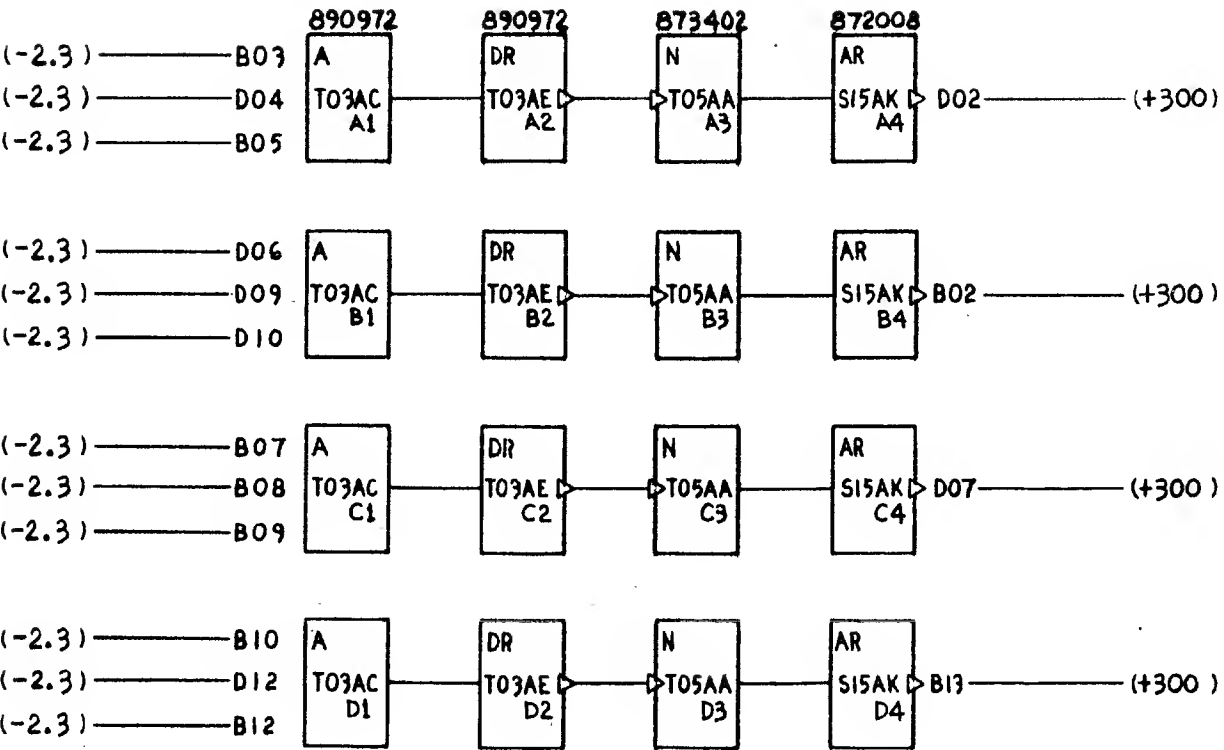 890972 890972 873402 872008
(-2.3) B03 A DR N AR
(-2.3) D04 T03AC T03AE T05AA S15AK D02 (+300)
A1 A2 A3 A4
(-2.3) B05
(-2.3) D06 A DR N AR
(-2.3) D09 T03AC T03AE T05AA S15AK B02 (+300)
B1 B2 B3 B4
(-2.3) D10
(-2.3) B07 A DR N AR
(-2.3) B08 T03AC T03AE T05AA S15AK D07 (+300)
C1 C2 C3 C4
(-2.3) B09
(-2.3) B10 A DR N AR
(-2.3) D12 T03AC T03AE T05AA S15AK B13 (+300)
D1 D2 D3 D4
(-2.3) B12